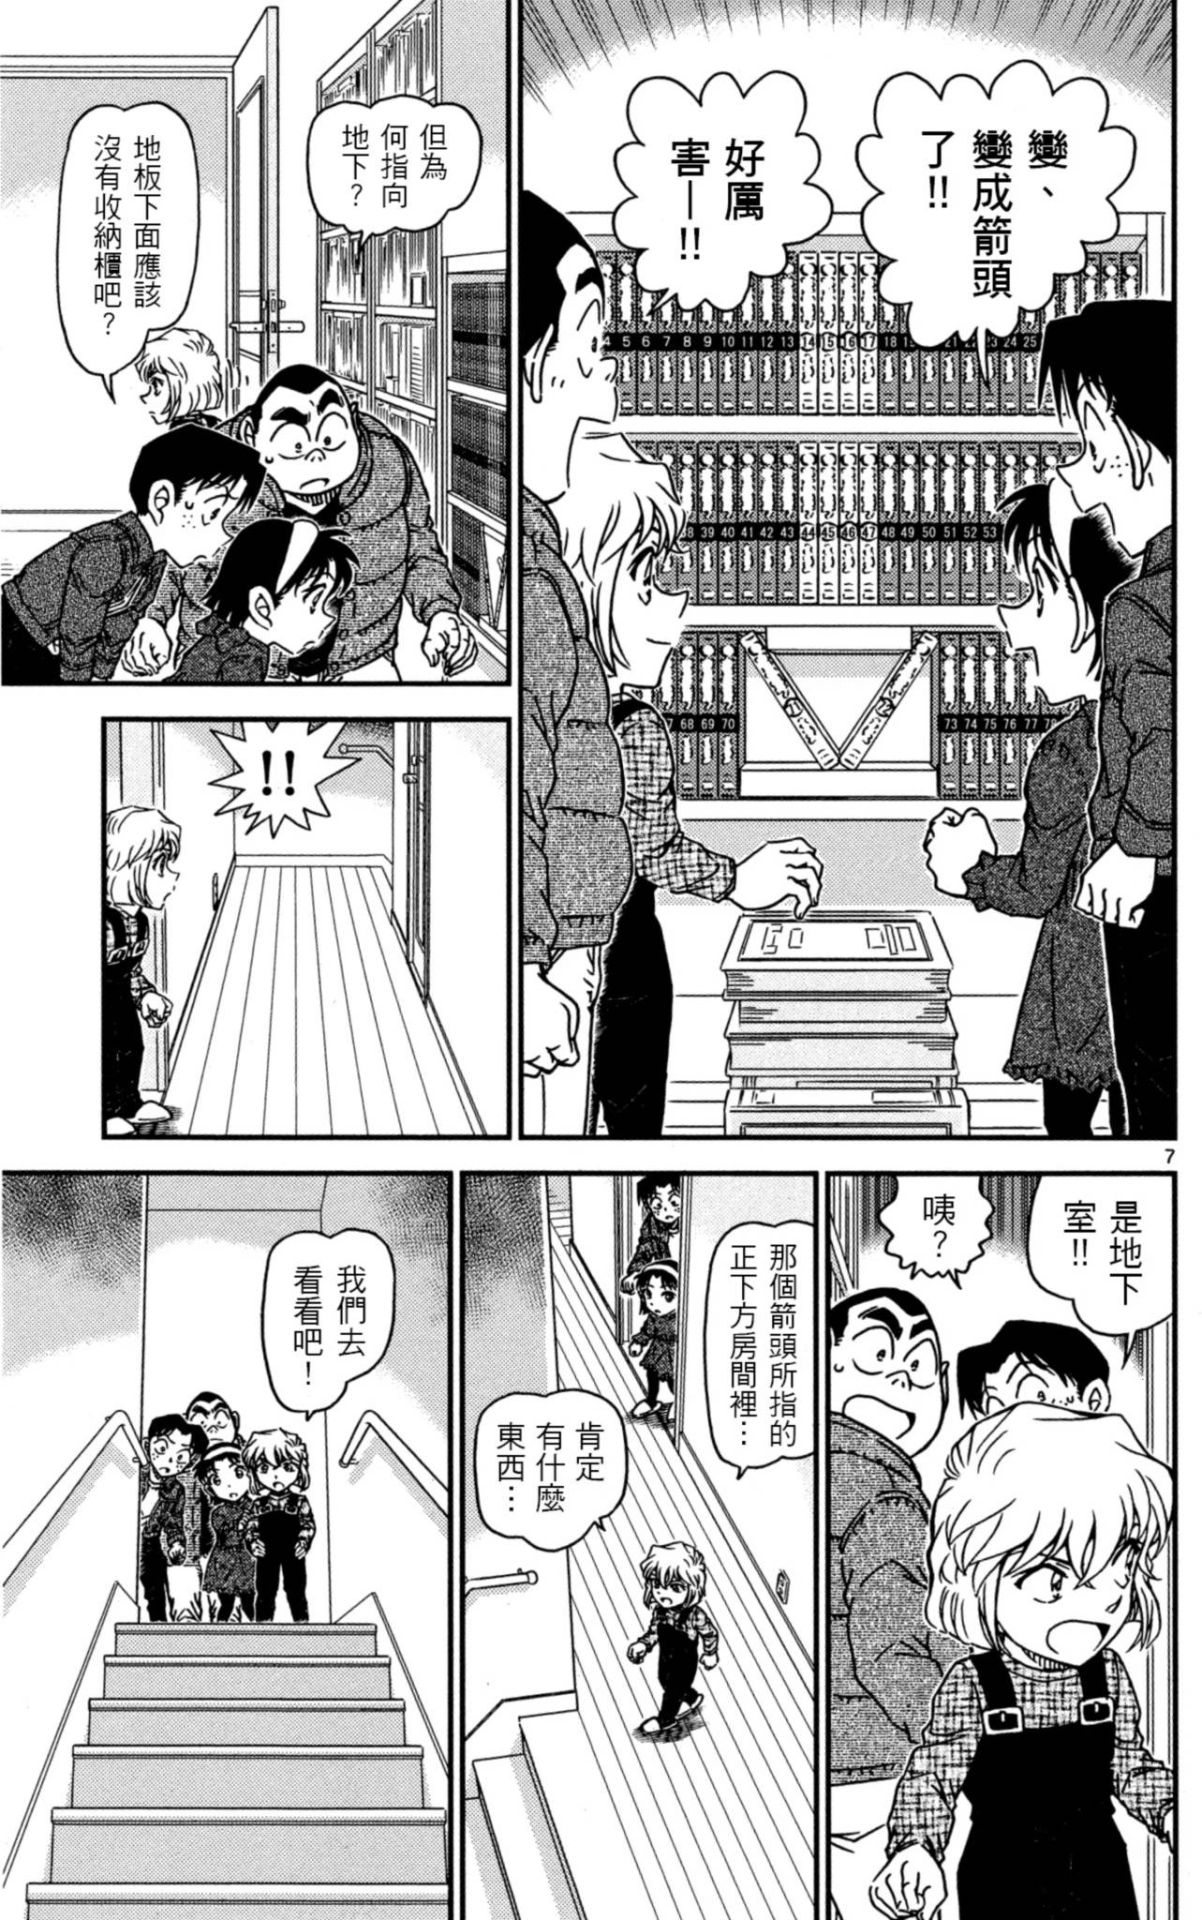 變、
變成箭頭
了!!
好厲
害—!!
4 5 6 7 8 9 10 11 12 13 14 15 16 17 18
23 24 25
38 39 40 41 42 43 44 45 46 47 48 49 50 51 52 53
67 68 69 70
73 74 75 76 77 78
但為
何指向
地下?
地板下面應該
沒有收納櫃吧?
!!
7
是地下
室!!
咦?
那個箭頭所指的
正下方房間裡…
肯定
有什麼
東西…
我們去
看看吧!